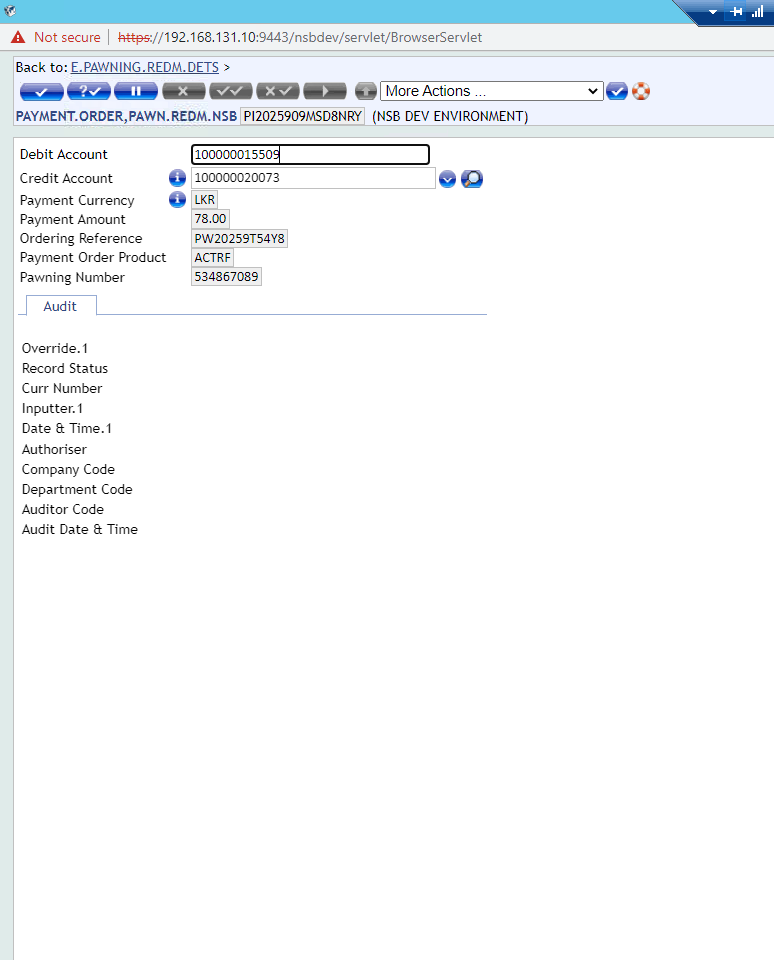 Not secure | https://192.168.131.10:9443/nsbdev/servlet/BrowserServlet
Back to: E.PAWNING.REDM.DETS >
More Actions ...
PAYMENT.ORDER,PAWN.REDM.NSB PI2025909MSD8NRY (NSB DEV ENVIRONMENT)
Debit Account 100000015509
Credit Account 100000020073
Payment Currency LKR
Payment Amount 78.00
Ordering Reference PW20259T54Y8
Payment Order Product ACTRF
Pawning Number 534867089
Audit
Override.1
Record Status
Curr Number
Inputter.1
Date & Time.1
Authoriser
Company Code
Department Code
Auditor Code
Audit Date & Time